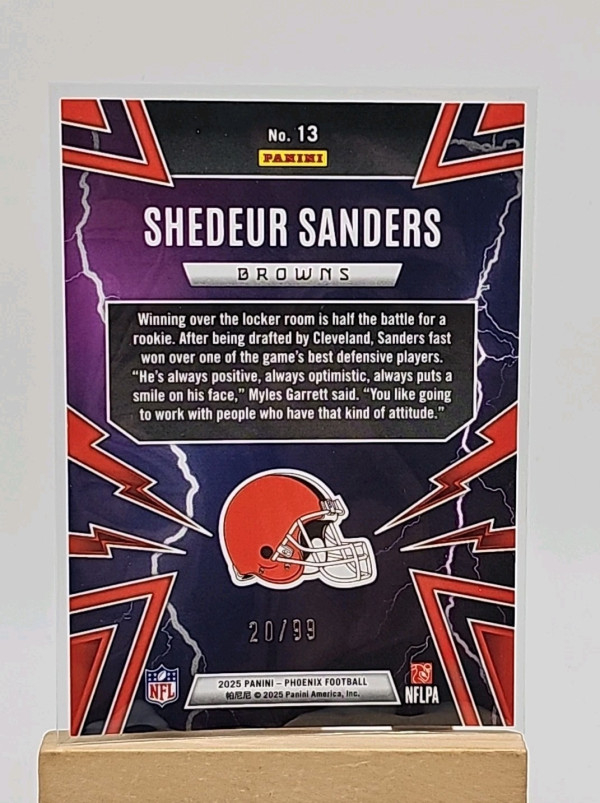 No. 13
PANINI
SHEDEUR SANDERS
BROWNS
Winning over the locker room is half the battle for a
rookie. After being drafted by Cleveland, Sanders fast
won over one of the game's best defensive players.
"He's always positive, always optimistic, always puts a
smile on his face," Myles Garrett said. "You like going
to work with people who have that kind of attitude."
20/99
NFL
2025 PANINI – PHOENIX FOOTBALL
帕尼尼 © 2025 Panini America, Inc.
NFLPA